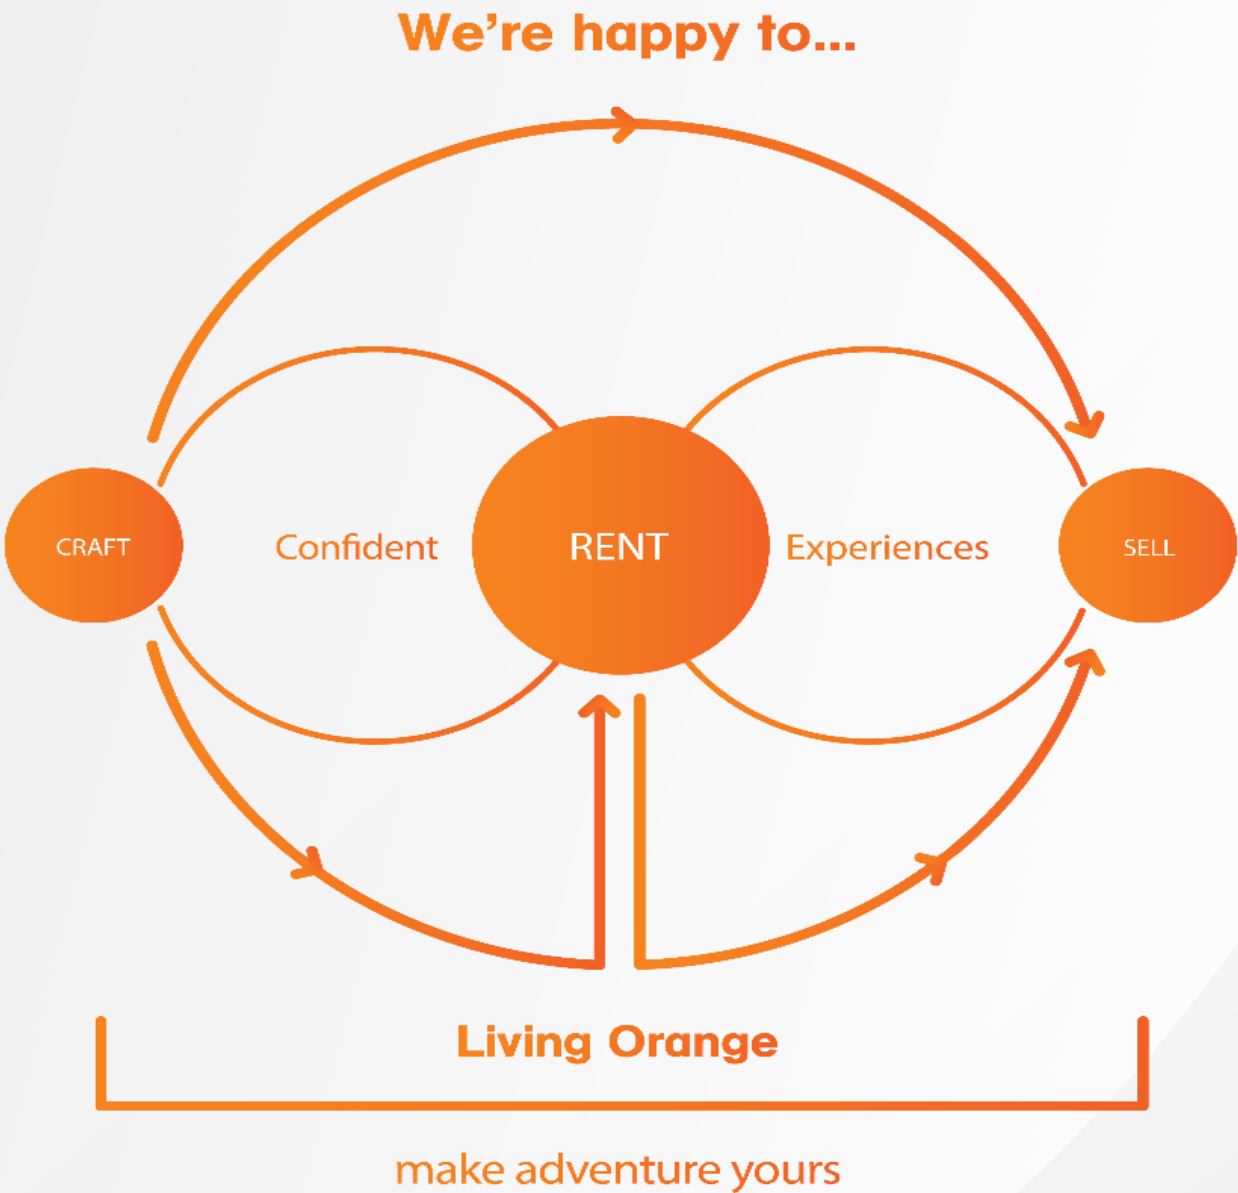 We're happy to...
CRAFT
Confident
RENT
Experiences
SELL
Living Orange
make adventure yours